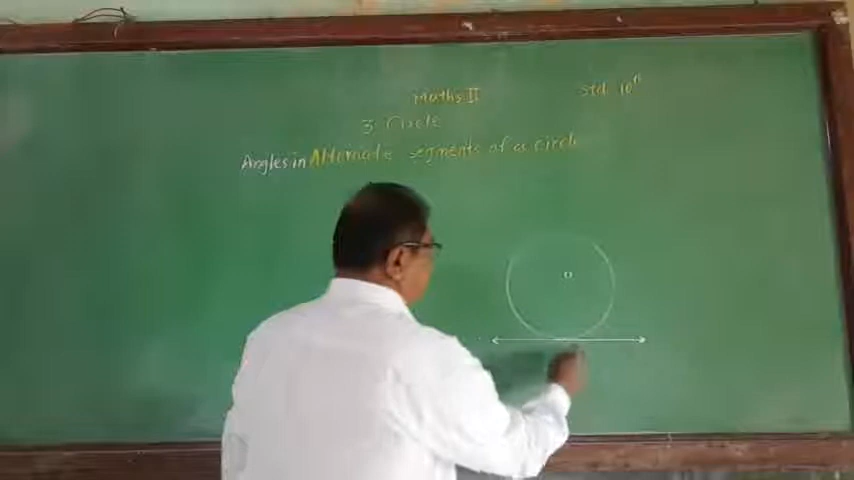 Maths II
std. 10th
3. Circle
Angles in Alternate segments of a circle
O